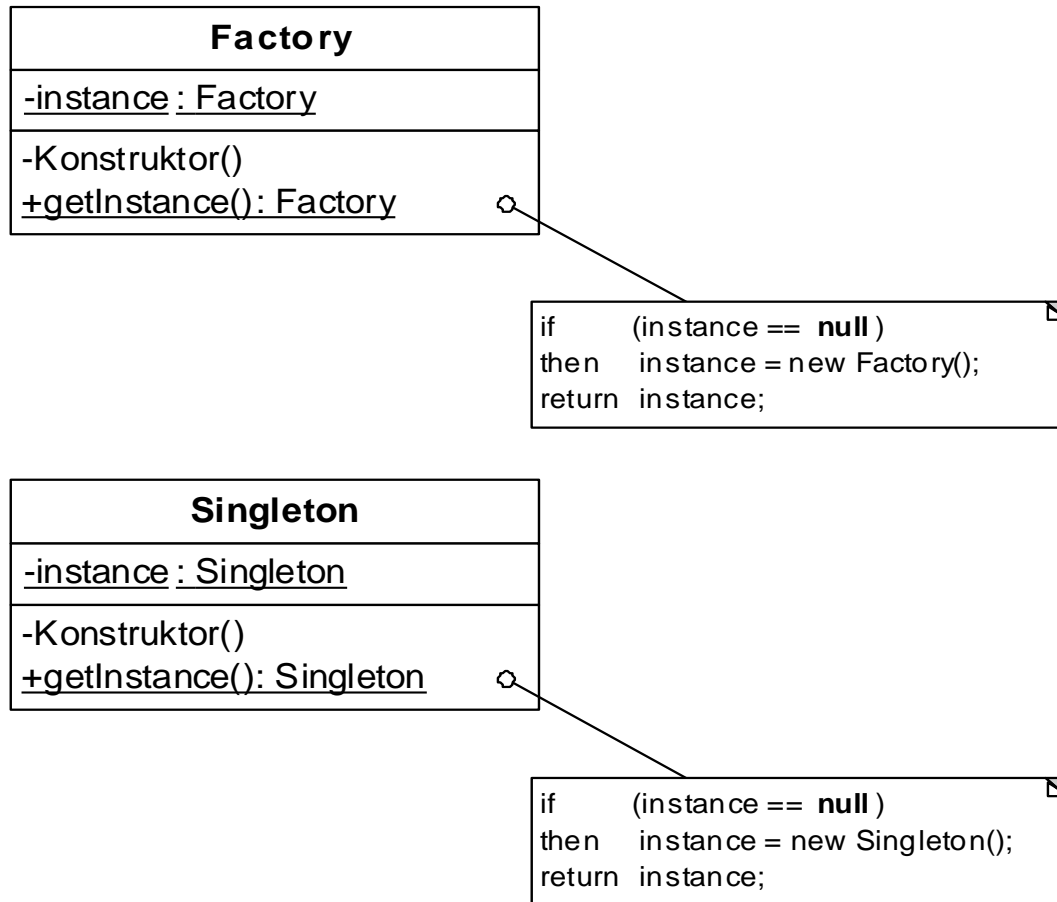 Factory
-instance : Factory
-Konstruktor()
+getInstance(): Factory
if (instance == null )
then instance = new Factory();
return instance;
Singleton
-instance : Singleton
-Konstruktor()
+getInstance(): Singleton
if (instance == null )
then instance = new Singleton();
return instance;